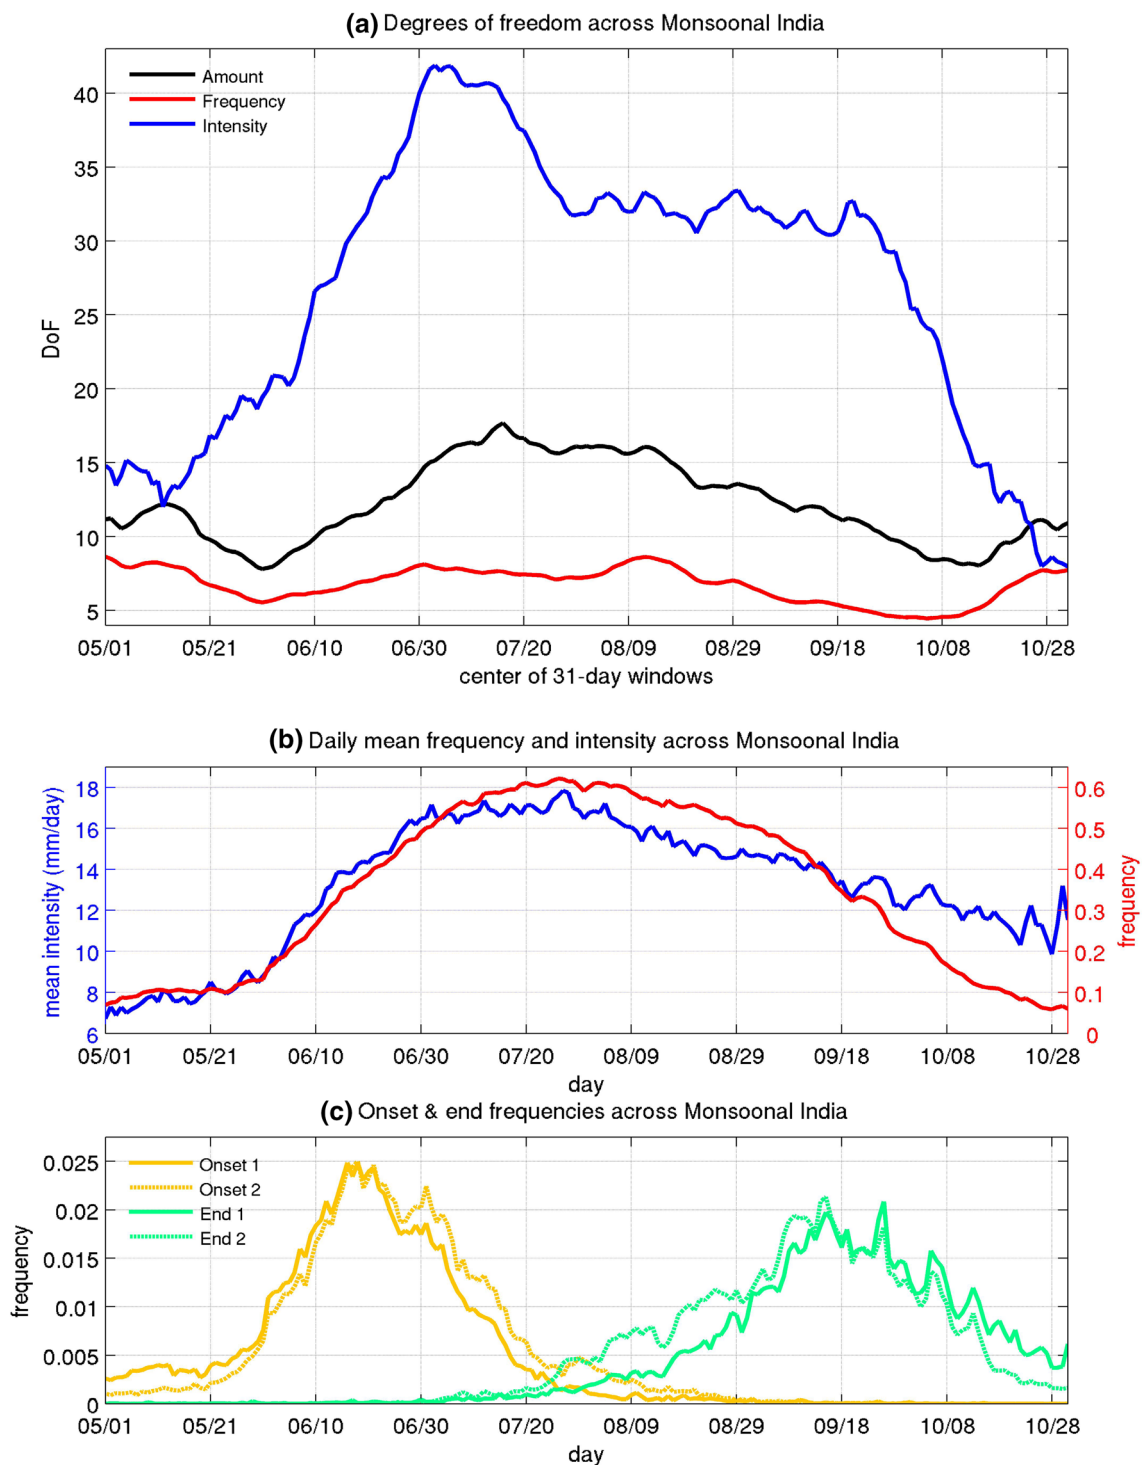 (a) Degrees of freedom across Monsoonal India
Amount
Frequency
Intensity
40
35
30
25
20
15
10
5
DoF
05/01 05/21 06/10 06/30 07/20 08/09 08/29 09/18 10/08 10/28
center of 31-day windows
(b) Daily mean frequency and intensity across Monsoonal India
18
16
14
12
10
8
6
mean intensity (mm/day)
0.6
0.5
0.4
0.3
0.2
0.1
0
frequency
05/01 05/21 06/10 06/30 07/20 08/09 08/29 09/18 10/08 10/28
day
(c) Onset & end frequencies across Monsoonal India
Onset 1
Onset 2
End 1
End 2
0.025
0.02
0.015
0.01
0.005
0
frequency
05/01 05/21 06/10 06/30 07/20 08/09 08/29 09/18 10/08 10/28
day